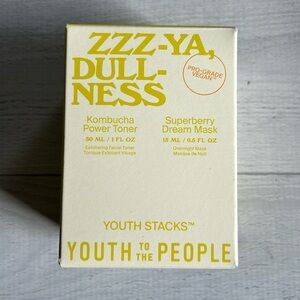 ZZZ-YA,
DULL-
NESS
PRO-GRADE
VEGAN
Kombucha
Power Toner
30 ML / 1 FL OZ
Exfoliating Facial Toner
Tonique Exfoliant Visage
Superberry
Dream Mask
15 ML / 0.5 FL OZ
Overnight Mask
Masque de Nuit
YOUTH STACKS™
YOUTH TO THE PEOPLE